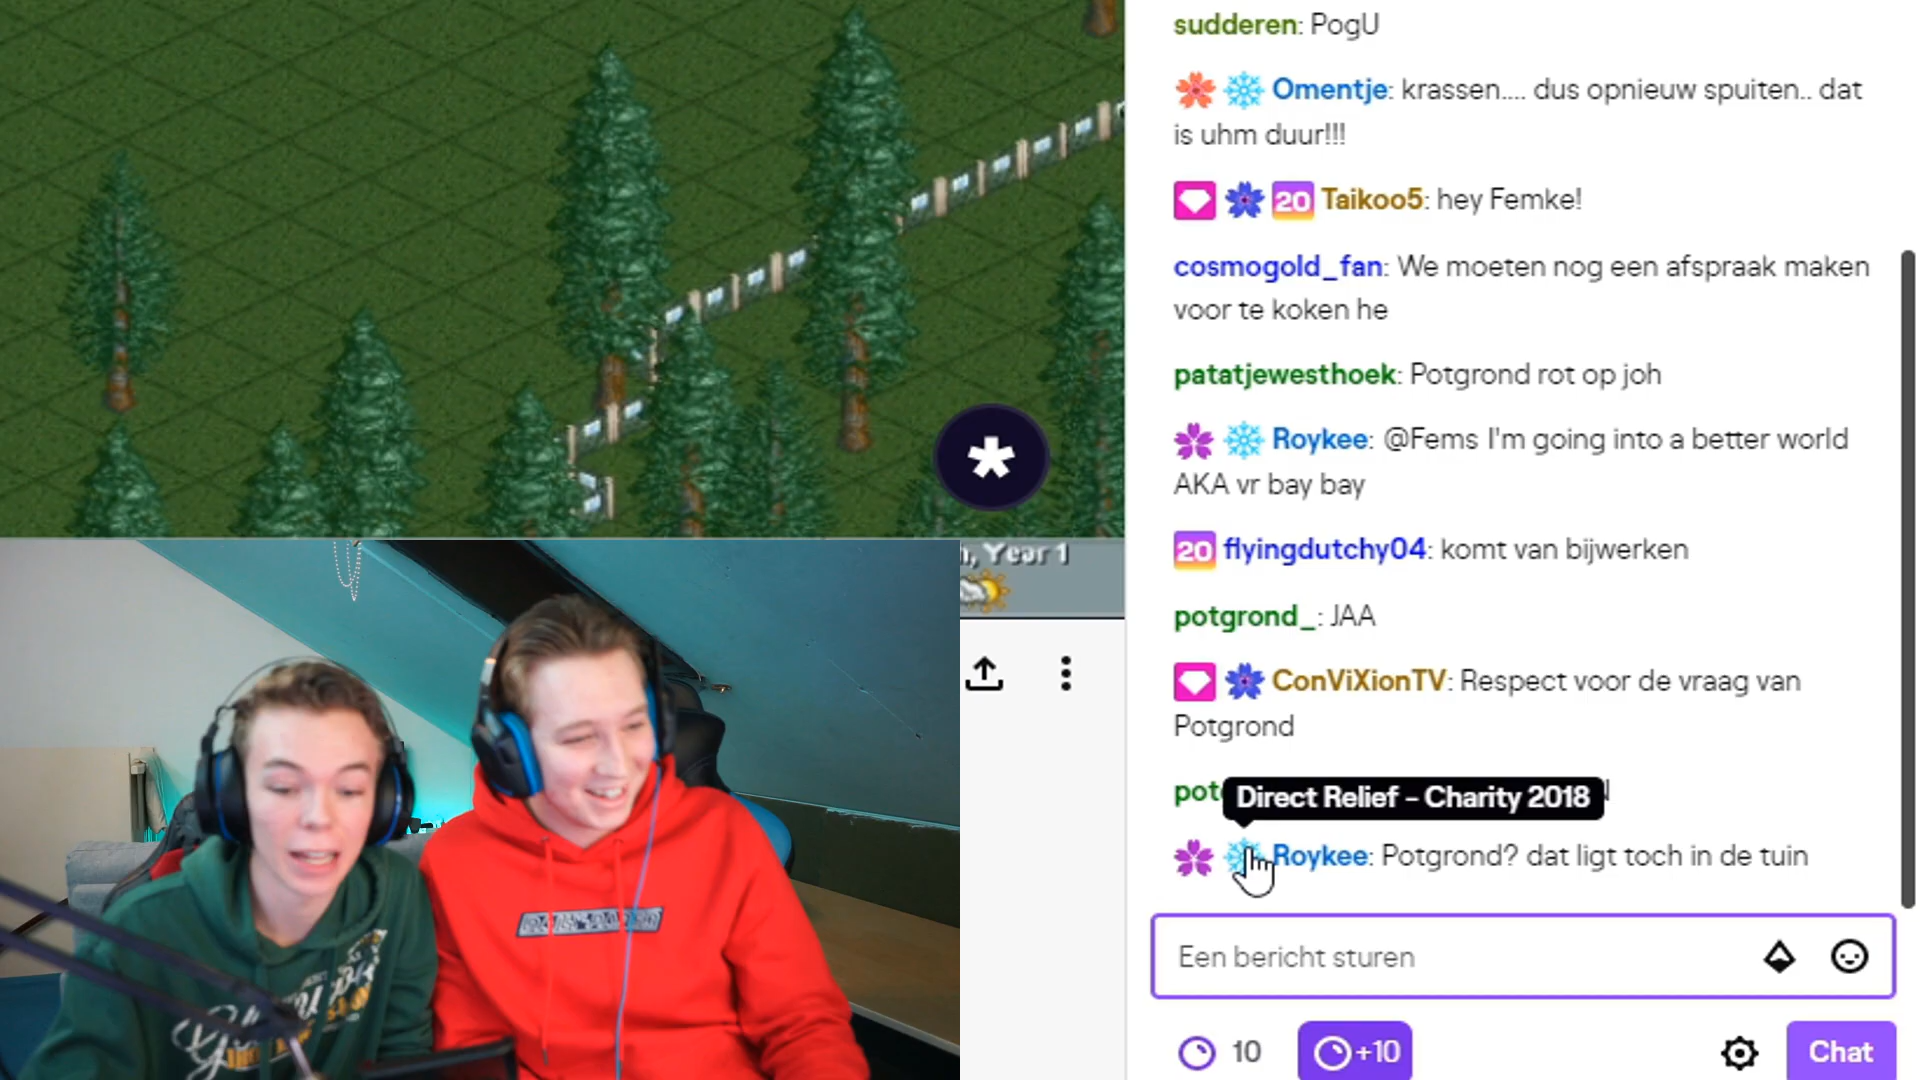 sudderen: PogU
Omentje: krassen.... dus opnieuw spuiten.. dat
is uhm duur!!!
20 Taikoo5: hey Femke!
cosmogold_fan: We moeten nog een afspraak maken
voor te koken he
patatjewesthoek: Potgrond rot op joh
Roykee: @Fems I'm going into a better world
AKA vr bay bay
20 flyingdutchy04: komt van bijwerken
potgrond_: JAA
ConViXionTV: Respect voor de vraag van
Potgrond
Direct Relief - Charity 2018
Roykee: Potgrond? dat ligt toch in de tuin
Een bericht sturen
10 +10 Chat
Year 1